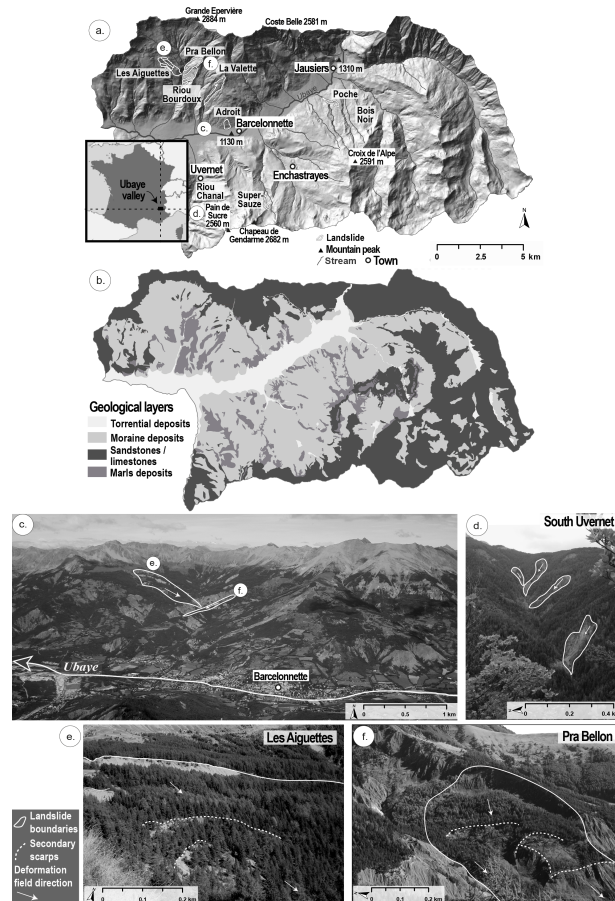 a.
Grande Epervière
2884 m
Coste Belle 2581 m
e.
Pra Bellon
f.
Les Aiguettes
La Valette
Jausiers
1310 m
Riou
Bourdoux
Ubaye
Poche
Adroit
Bois
Noir
c.
Barcelonnette
1130 m
Croix de l'Alpe
2591 m
Uvernet
Enchastrayes
Ubaye
valley
Riou
Chanal
Super-
Sauze
d.
Pain de
Sucre
2560 m
Chapeau de
Gendarme 2682 m
N
Landslide
Mountain peak
Stream
Town
0 2.5 5 km
b.
Geological layers
Torrential deposits
Moraine deposits
Sandstones /
limestones
Marls deposits
c.
e.
f.
Ubaye
Barcelonnette
0 0.5 1 km
d.
South Uvernet
0 0.2 0.4 k
e.
Les Aiguettes
0 0.1 0.2 km
f.
Pra Bellon
0 0.1 0.2 km
Landslide
boundaries
Secondary
scarps
Deformation
field direction